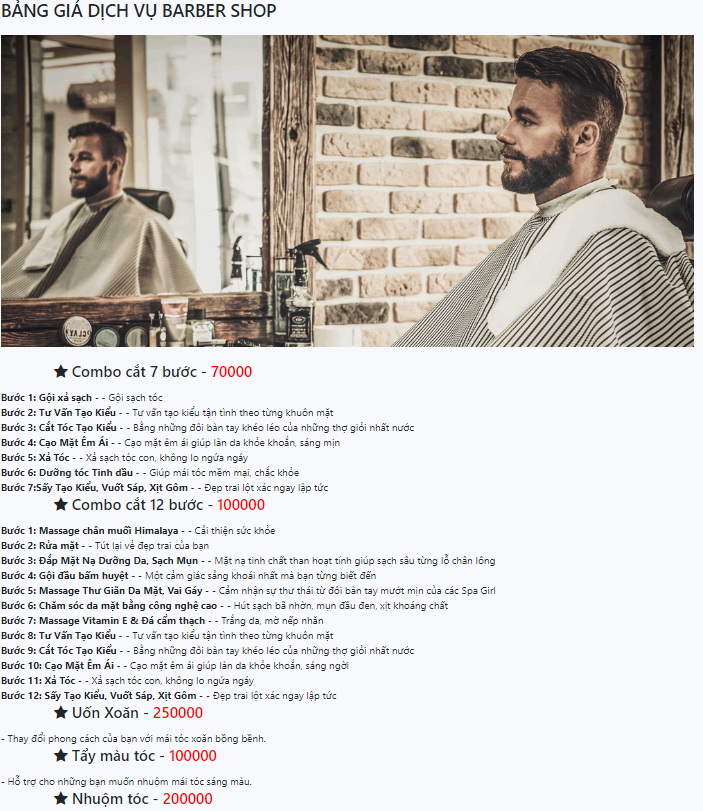 BẢNG GIÁ DỊCH VỤ BARBER SHOP
CLAY
★ Combo cắt 7 bước - 70000
Bước 1: Gội xả sạch - - Gội sạch tóc
Bước 2: Tư Vấn Tạo Kiểu - - Tư vấn tạo kiểu tận tình theo từng khuôn mặt
Bước 3: Cắt Tóc Tạo Kiểu - - Bằng những đôi bàn tay khéo léo của những thợ giỏi nhất nước
Bước 4: Cạo Mặt Êm Ái - - Cạo mặt êm ái giúp làn da khỏe khoắn, sáng mịn
Bước 5: Xả Tóc - - Xả sạch tóc con, không lo ngứa ngáy
Bước 6: Dưỡng tóc Tinh dầu - - Giúp mái tóc mềm mại, chắc khỏe
Bước 7:Sấy Tạo Kiểu, Vuốt Sáp, Xịt Gôm - - Đẹp trai lột xác ngay lập tức
★ Combo cắt 12 bước - 100000
Bước 1: Massage chân muối Himalaya - - Cải thiện sức khỏe
Bước 2: Rửa mặt - - Tút lại vẻ đẹp trai của bạn
Bước 3: Đắp Mặt Nạ Dưỡng Da, Sạch Mụn - - Mặt nạ tinh chất than hoạt tính giúp sạch sâu từng lỗ chân lông
Bước 4: Gội đầu bấm huyệt - - Một cảm giác sảng khoái nhất mà bạn từng biết đến
Bước 5: Massage Thư Giãn Da Mặt, Vai Gáy - - Cảm nhận sự thư thái từ đôi bàn tay mướt mịn của các Spa Girl
Bước 6: Chăm sóc da mặt bằng công nghệ cao - - Hút sạch bã nhờn, mụn đầu đen, xịt khoáng chất
Bước 7: Massage Vitamin E & Đá cẩm thạch - - Trắng da, mờ nếp nhăn
Bước 8: Tư Vấn Tạo Kiểu - - Tư vấn tạo kiểu tận tình theo từng khuôn mặt
Bước 9: Cắt Tóc Tạo Kiểu - - Bằng những đôi bàn tay khéo léo của những thợ giỏi nhất nước
Bước 10: Cạo Mặt Êm Ái - - Cạo mặt êm ái giúp làn da khỏe khoắn, sáng ngời
Bước 11: Xả Tóc - - Xả sạch tóc con, không lo ngứa ngáy
Bước 12: Sấy Tạo Kiểu, Vuốt Sáp, Xịt Gôm - - Đẹp trai lột xác ngay lập tức
★ Uốn Xoăn - 250000
- Thay đổi phong cách của bạn với mái tóc xoăn bồng bềnh.
★ Tẩy màu tóc - 100000
- Hỗ trợ cho những bạn muốn nhuộm mái tóc sáng màu.
★ Nhuộm tóc - 200000